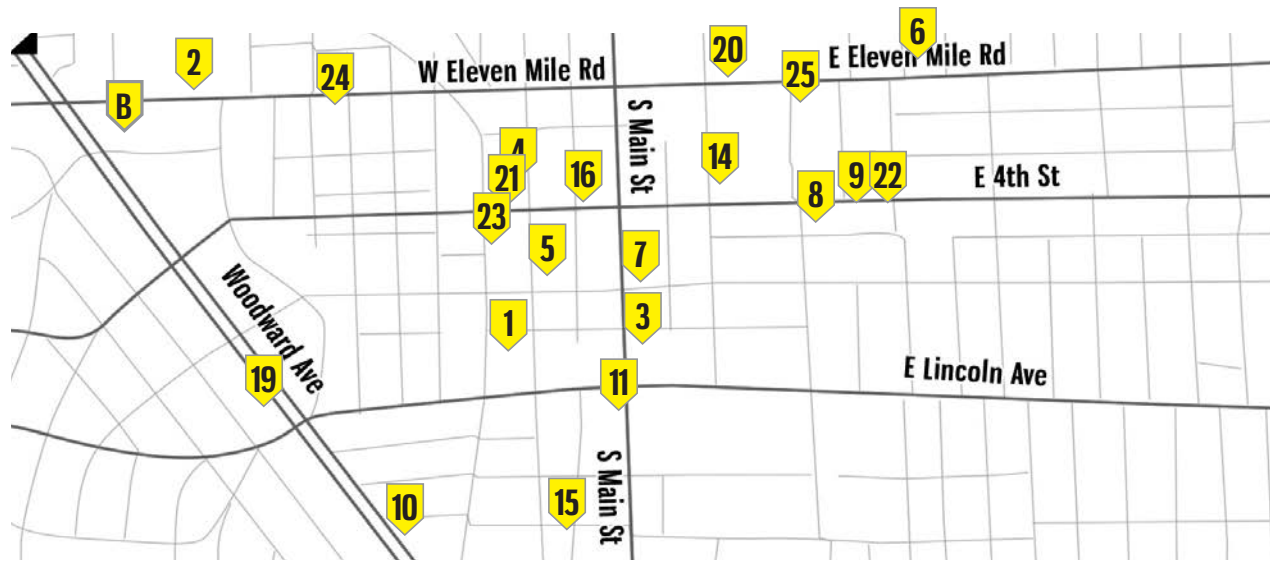 6
2
20
24
W Eleven Mile Rd
25
E Eleven Mile Rd
B
S Main St
4
14
21
16
9
22
E 4th St
8
23
5
7
Woodward Ave
1
3
19
11
E Lincoln Ave
10
15
S Main St